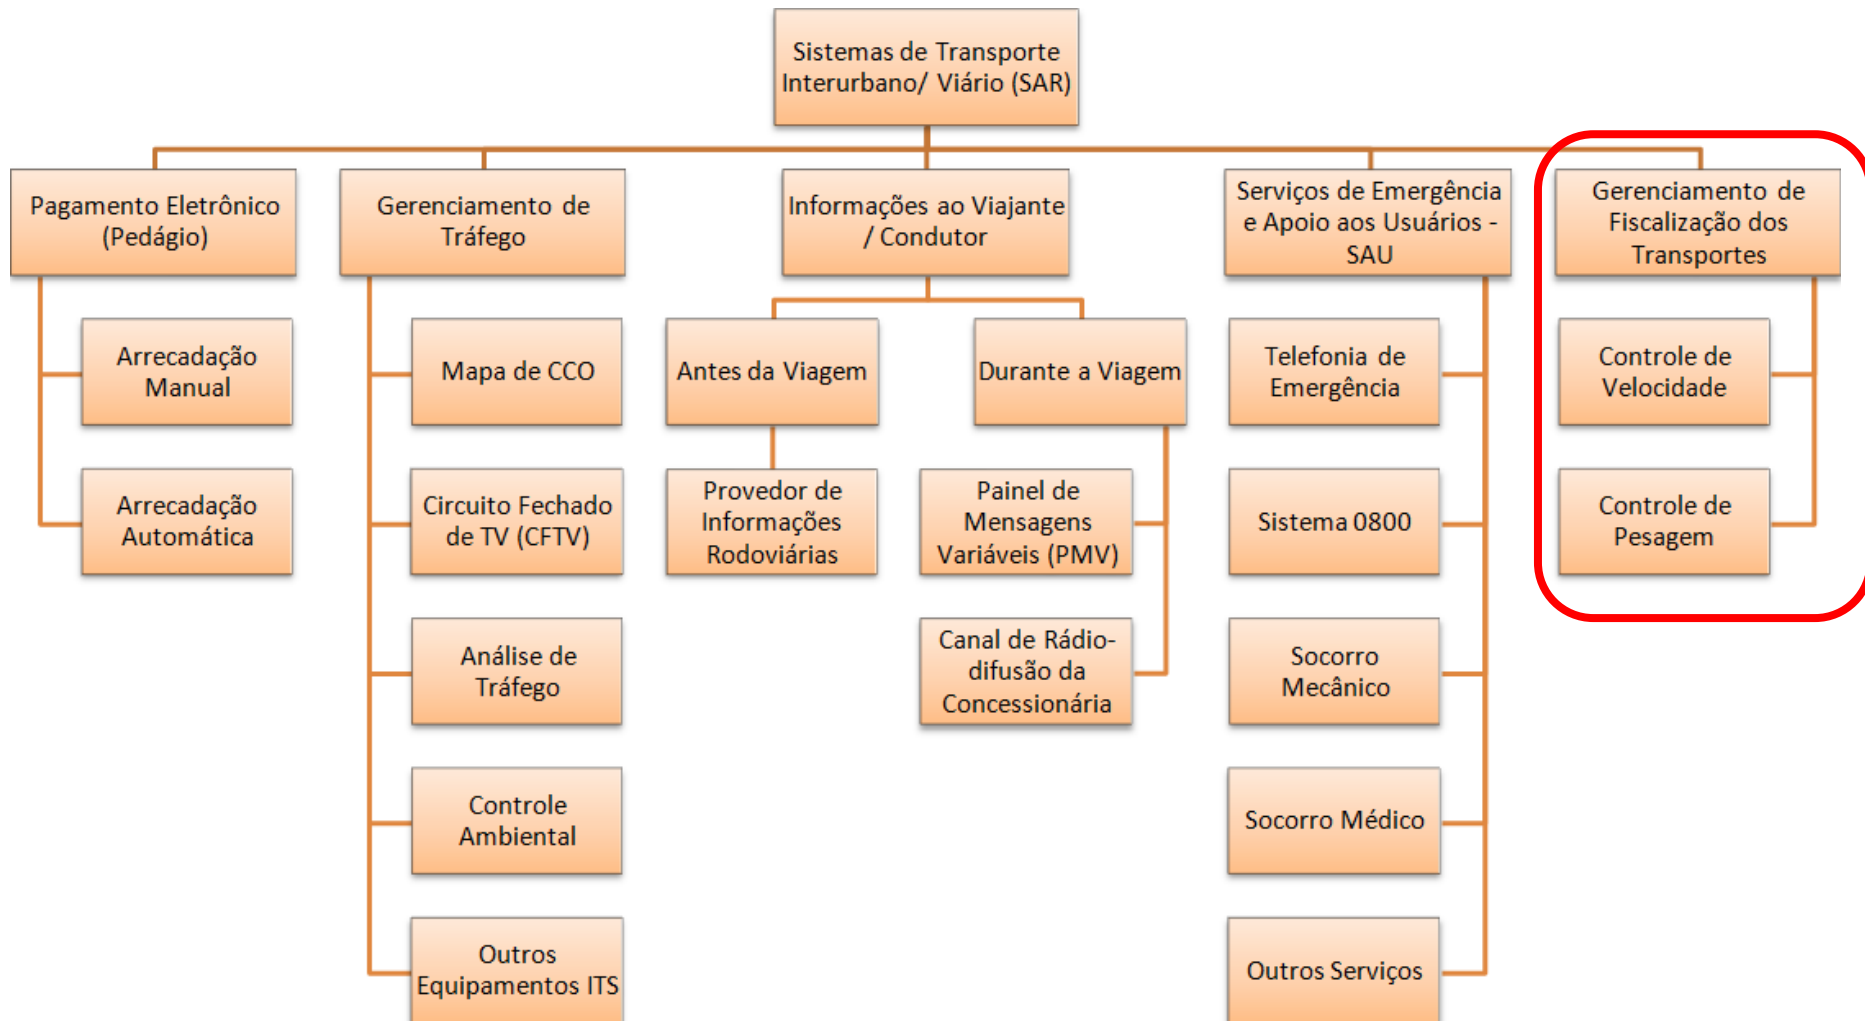 Sistemas de Transporte
Interurbano/ Viário (SAR)
Pagamento Eletrônico
(Pedágio)
Arrecadação
Manual
Arrecadação
Automática
Gerenciamento de
Tráfego
Mapa de CCO
Circuito Fechado
de TV (CFTV)
Análise de
Tráfego
Controle
Ambiental
Outros
Equipamentos ITS
Informações ao Viajante
/ Condutor
Antes da Viagem
Provedor de
Informações
Rodoviárias
Durante a Viagem
Painel de
Mensagens
Variáveis (PMV)
Canal de Rádio-
difusão da
Concessionária
Serviços de Emergência
e Apoio aos Usuários -
SAU
Telefonia de
Emergência
Sistema 0800
Socorro
Mecânico
Socorro Médico
Outros Serviços
Gerenciamento de
Fiscalização dos
Transportes
Controle de
Velocidade
Controle de
Pesagem